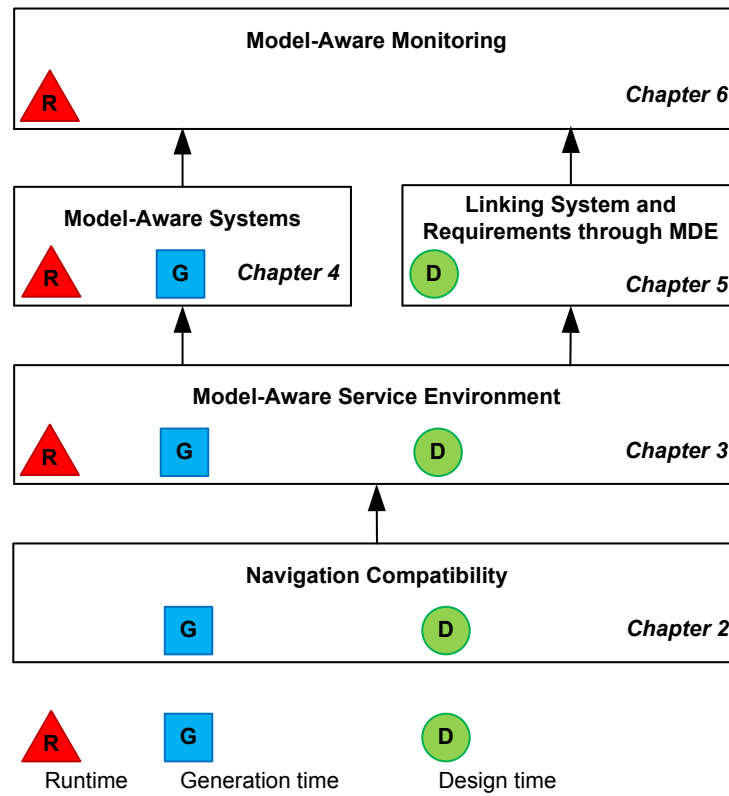 Model-Aware Monitoring
R
Chapter 6
Model-Aware Systems
R
G
Chapter 4
Linking System and
Requirements through MDE
D
Chapter 5
Model-Aware Service Environment
R
G
D
Chapter 3
Navigation Compatibility
G
D
Chapter 2
R
G
D
Runtime
Generation time
Design time